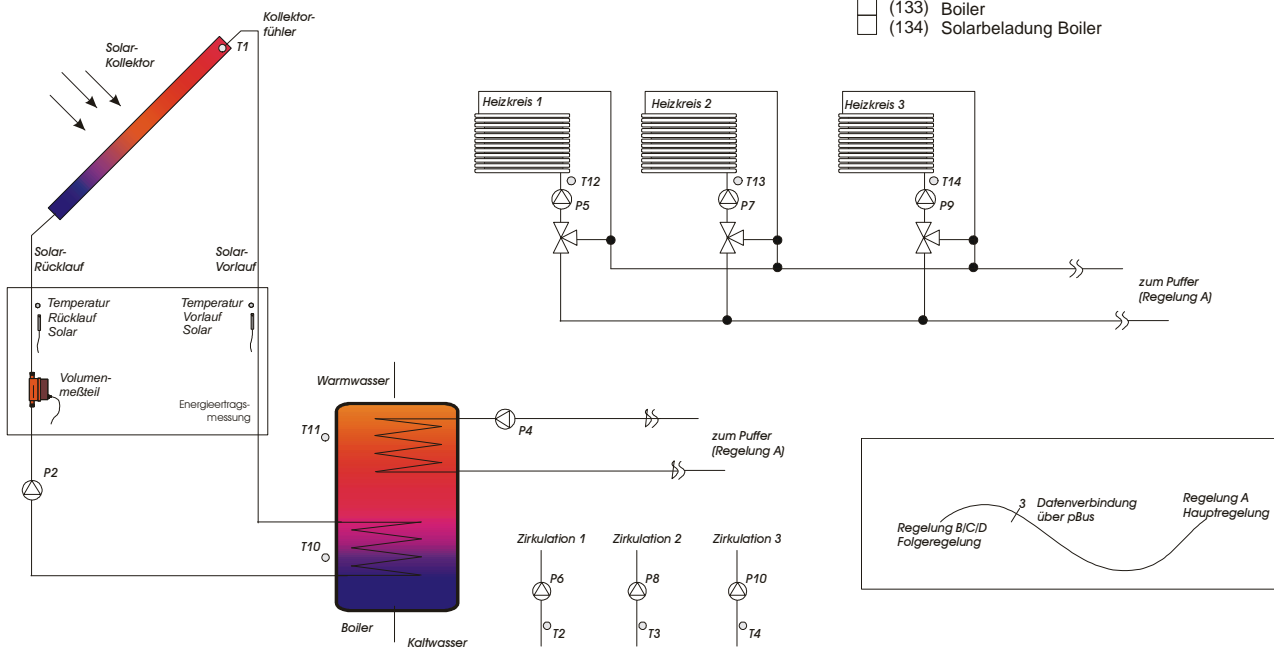 (133) Boiler
(134) Solarbeladung Boiler
Kollektor-
fühler
T1
Solar-
Kollektor
Heizkreis 1
Heizkreis 2
Heizkreis 3
T12
T13
T14
P5
P7
P9
Solar-
Rücklauf
Solar-
Vorlauf
zum Puffer
(Regelung A)
Temperatur
Rücklauf
Solar
Temperatur
Vorlauf
Solar
Volumen-
meßteil
Energieertrags-
messung
Warmwasser
T11
P4
zum Puffer
(Regelung A)
P2
T10
Boiler
Kaltwasser
Zirkulation 1
Zirkulation 2
Zirkulation 3
P6
P8
P10
T2
T3
T4
3
Datenverbindung
über pBus
Regelung A
Hauptregelung
Regelung B/C/D
Folgeregelung